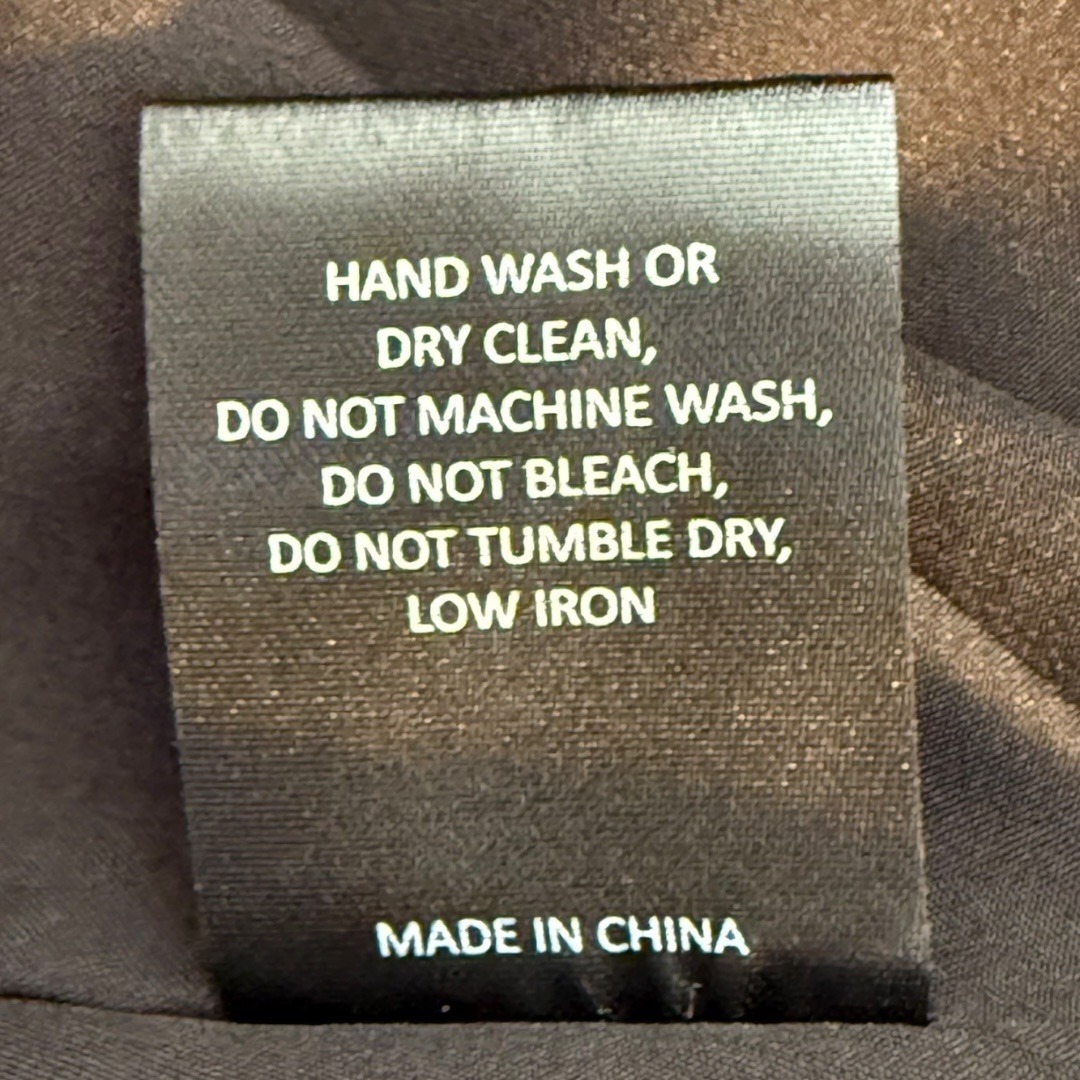 HAND WASH OR
DRY CLEAN,
DO NOT MACHINE WASH,
DO NOT BLEACH,
DO NOT TUMBLE DRY,
LOW IRON
MADE IN CHINA